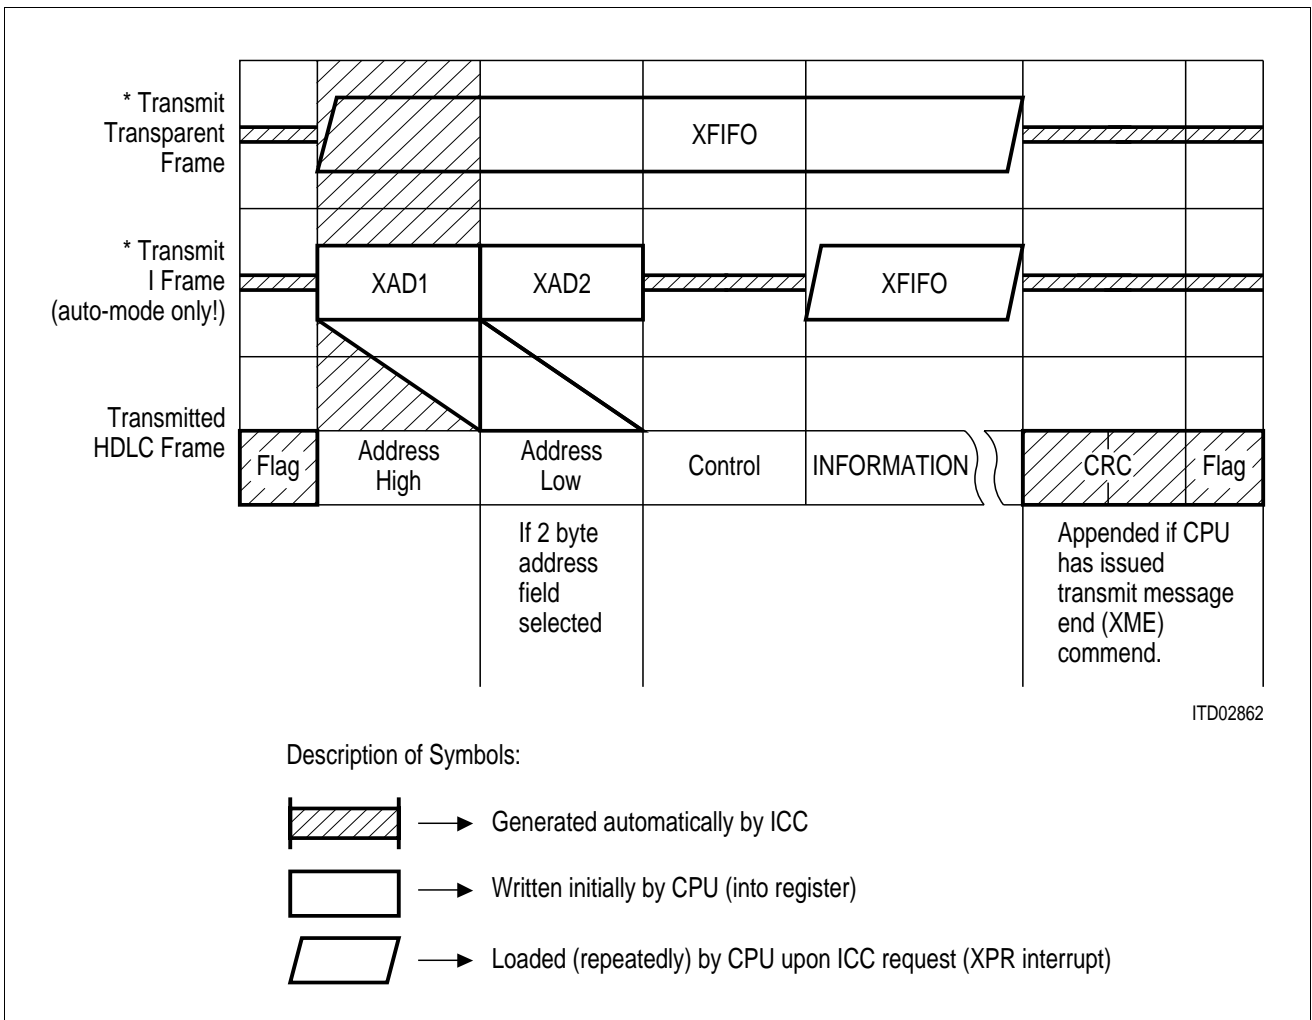 * Transmit
Transparent
Frame
XFIFO
* Transmit
I Frame
(auto-mode only!)
XAD1
XAD2
XFIFO
Transmitted
HDLC Frame
Flag
Address
High
Address
Low
Control
INFORMATION
CRC
Flag
If 2 byte
address
field
selected
Appended if CPU
has issued
transmit message
end (XME)
commend.
ITD02862
Description of Symbols:
Generated automatically by ICC
Written initially by CPU (into register)
Loaded (repeatedly) by CPU upon ICC request (XPR interrupt)